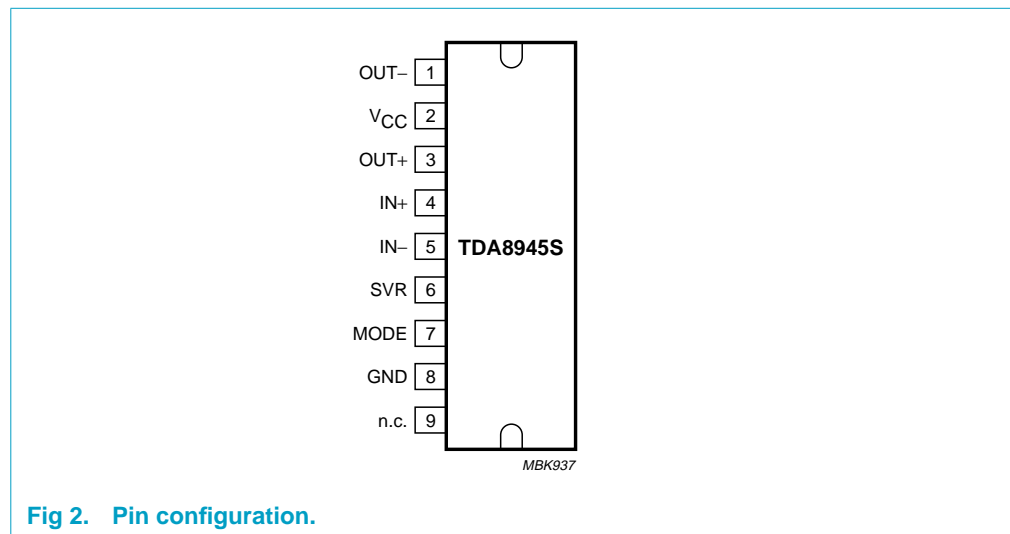 OUT− 1
VCC 2
OUT+ 3
IN+ 4
IN− 5 TDA8945S
SVR 6
MODE 7
GND 8
n.c. 9
MBK937
Fig 2. Pin configuration.